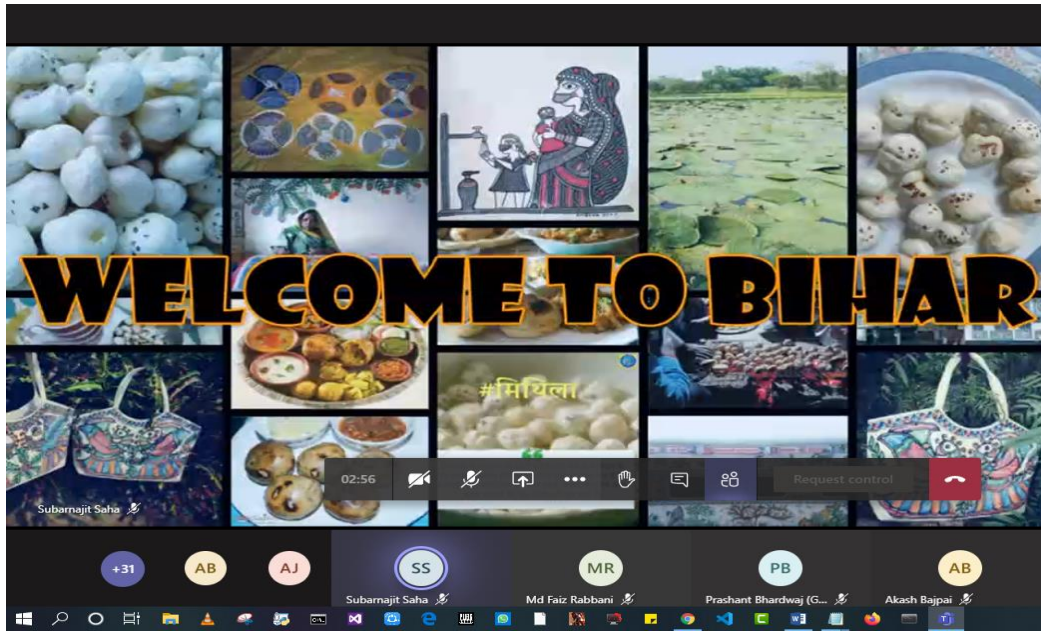 WELCOME TO BIHAR
#मिथिला
02:56
Request control
Subarnajit Saha
+31
AB
AJ
SS
MR
PB
AB
Subarnajit Saha
Md Faiz Rabbani
Prashant Bhardwaj (G...
Akash Bajpai